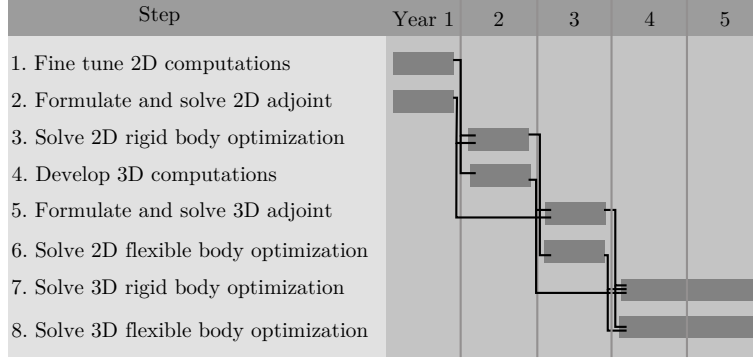 Step Year 1 2 3 4 5
1. Fine tune 2D computations
2. Formulate and solve 2D adjoint
3. Solve 2D rigid body optimization
4. Develop 3D computations
5. Formulate and solve 3D adjoint
6. Solve 2D flexible body optimization
7. Solve 3D rigid body optimization
8. Solve 3D flexible body optimization